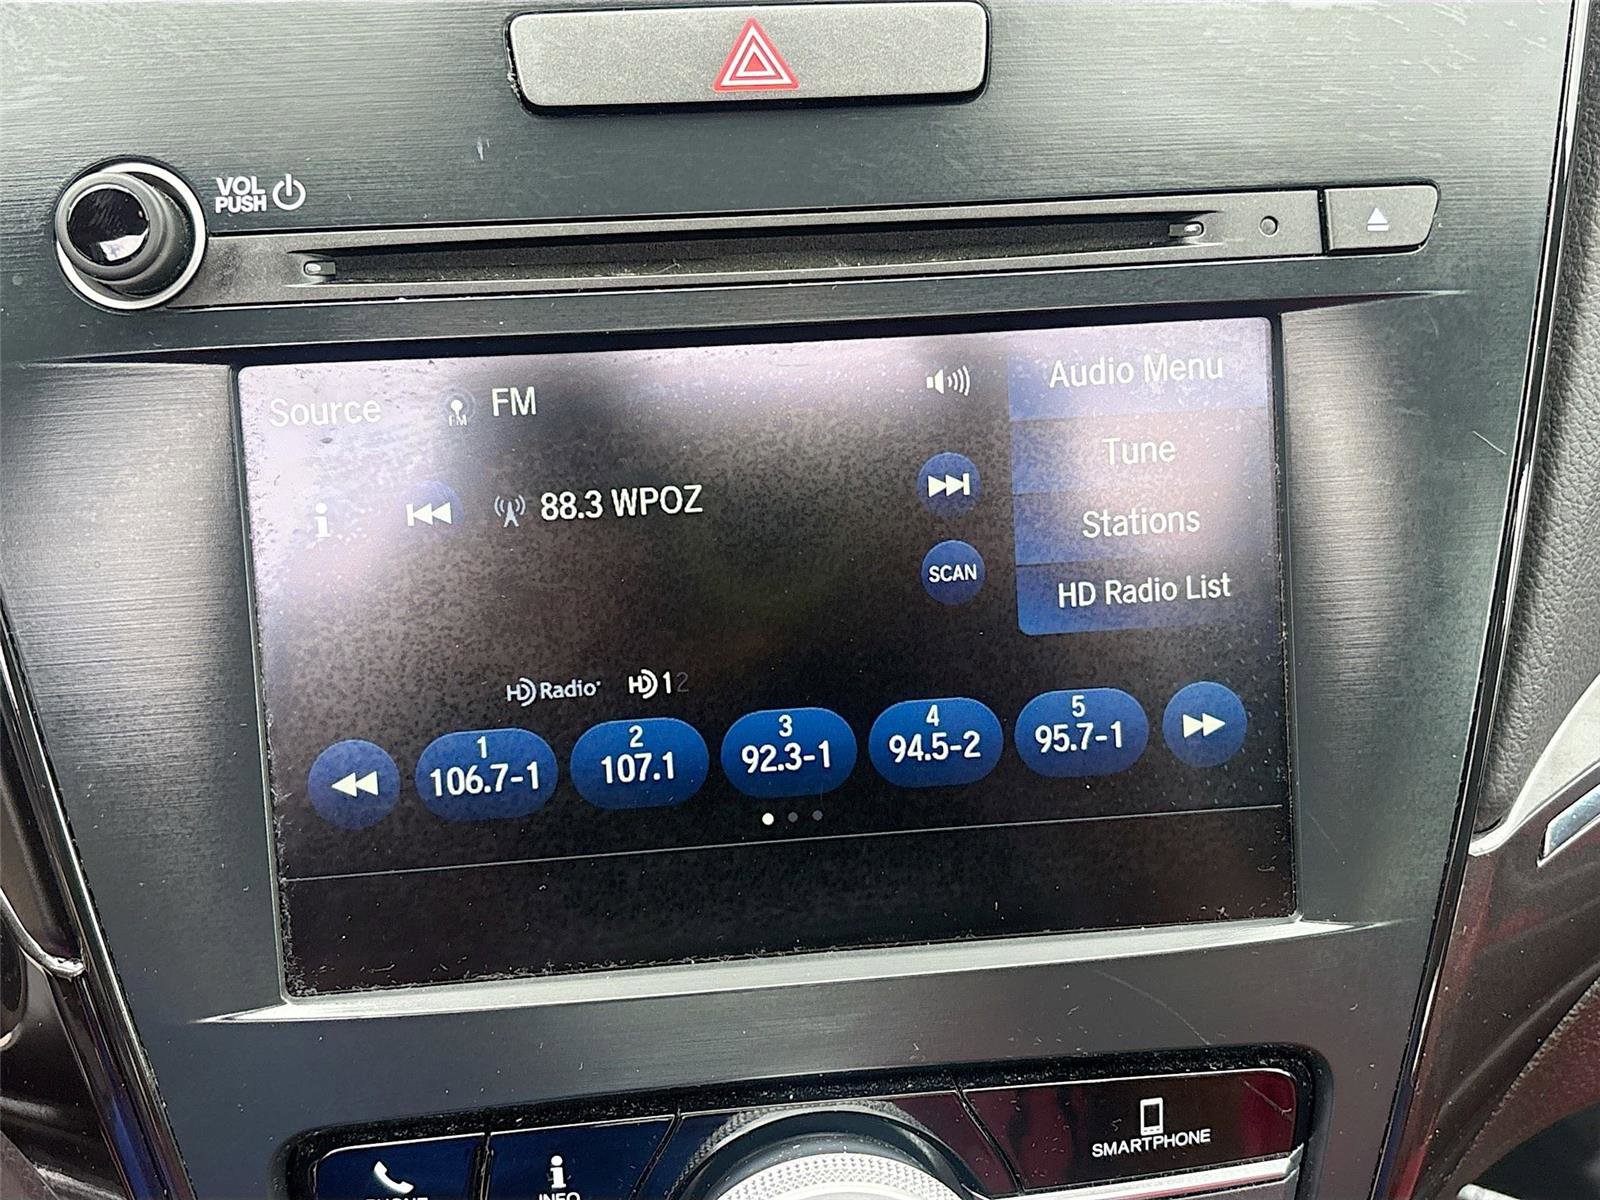 VOL
PUSH
Source
FM
FM
Audio Menu
Tune
88.3 WPOZ
Stations
SCAN
HD Radio List
HD Radio
HD 1 2
1
106.7-1
2
107.1
3
92.3-1
4
94.5-2
5
95.7-1
SMARTPHONE
PHONE
INFO